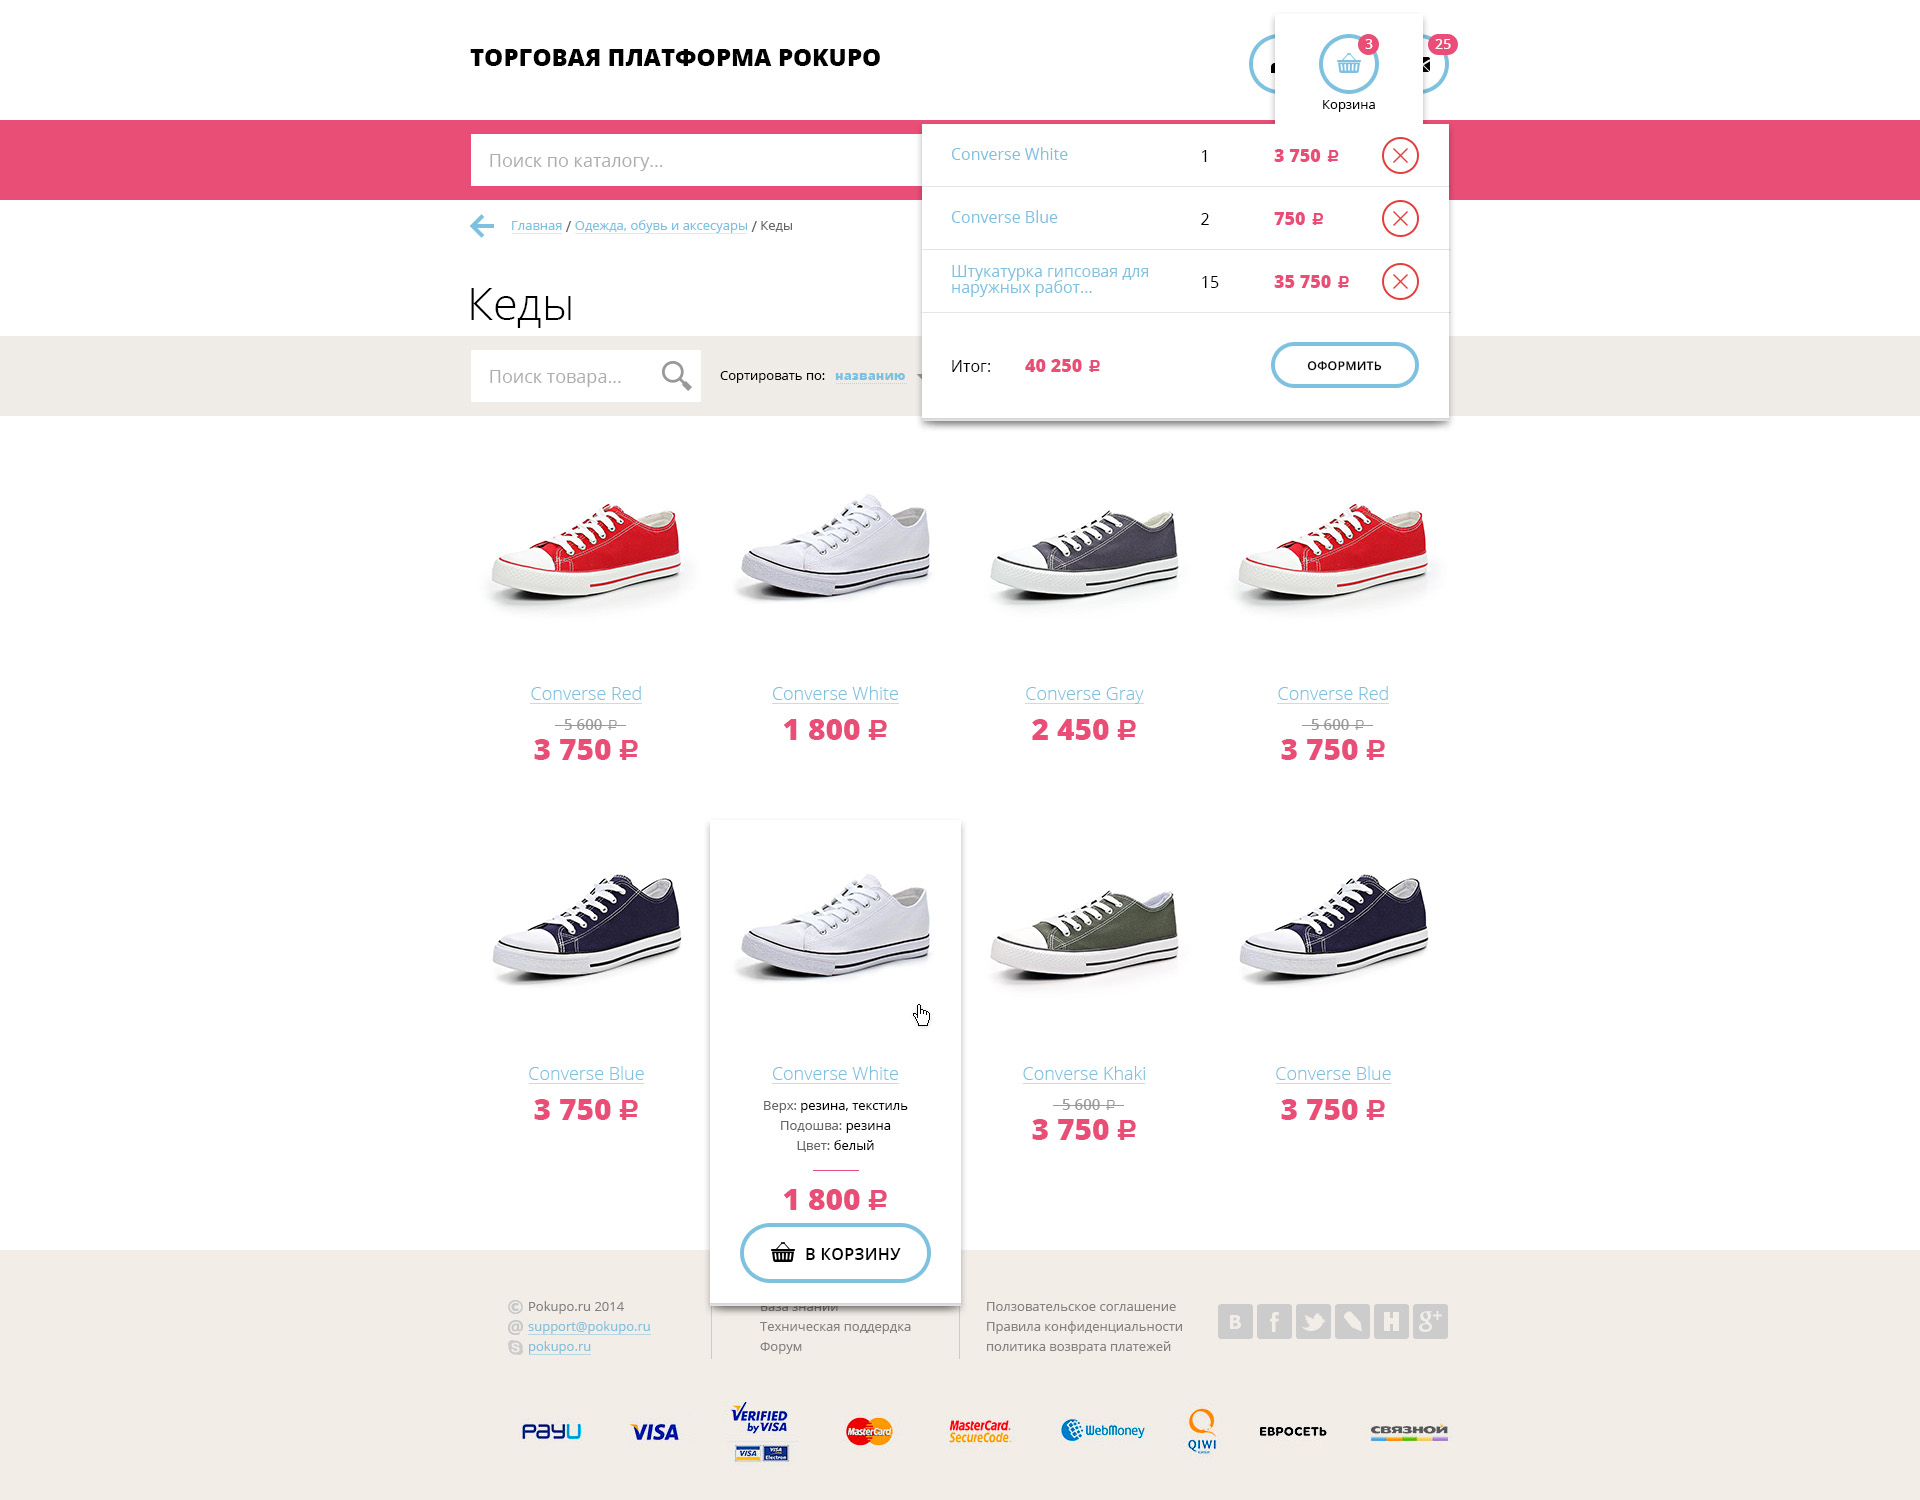 ТОРГОВАЯ ПЛАТФОРМА POKUPO
3
25
Корзина
Поиск по каталогу...
Converse White 1 3 750 ₽
Converse Blue 2 750 ₽
Штукатурка гипсовая для
наружных работ...
15 35 750 ₽
Итог: 40 250 ₽
ОФОРМИТЬ
Главная / Одежда, обувь и аксесуары / Кеды
Кеды
Поиск товара...
Сортировать по: названию
Converse Red
5 600 ₽
3 750 ₽
Converse White
1 800 ₽
Converse Gray
2 450 ₽
Converse Red
5 600 ₽
3 750 ₽
Converse Blue
3 750 ₽
Converse White
Верх: резина, текстиль
Подошва: резина
Цвет: белый
1 800 ₽
В КОРЗИНУ
Converse Khaki
5 600 ₽
3 750 ₽
Converse Blue
3 750 ₽
© Pokupo.ru 2014
@ support@pokupo.ru
pokupo.ru
База знаний
Техническая поддердка
Форум
Ползовательское соглашение
Правила конфиденциальности
политика возврата платежей
B f H g+
PayU
VISA
VERIFIED
by VISA
VISA
VISA
Electron
MasterCard
MasterCard.
SecureCode.
WebMoney
QIWI
ЕВРОСЕТЬ
СВЯЗНОЙ